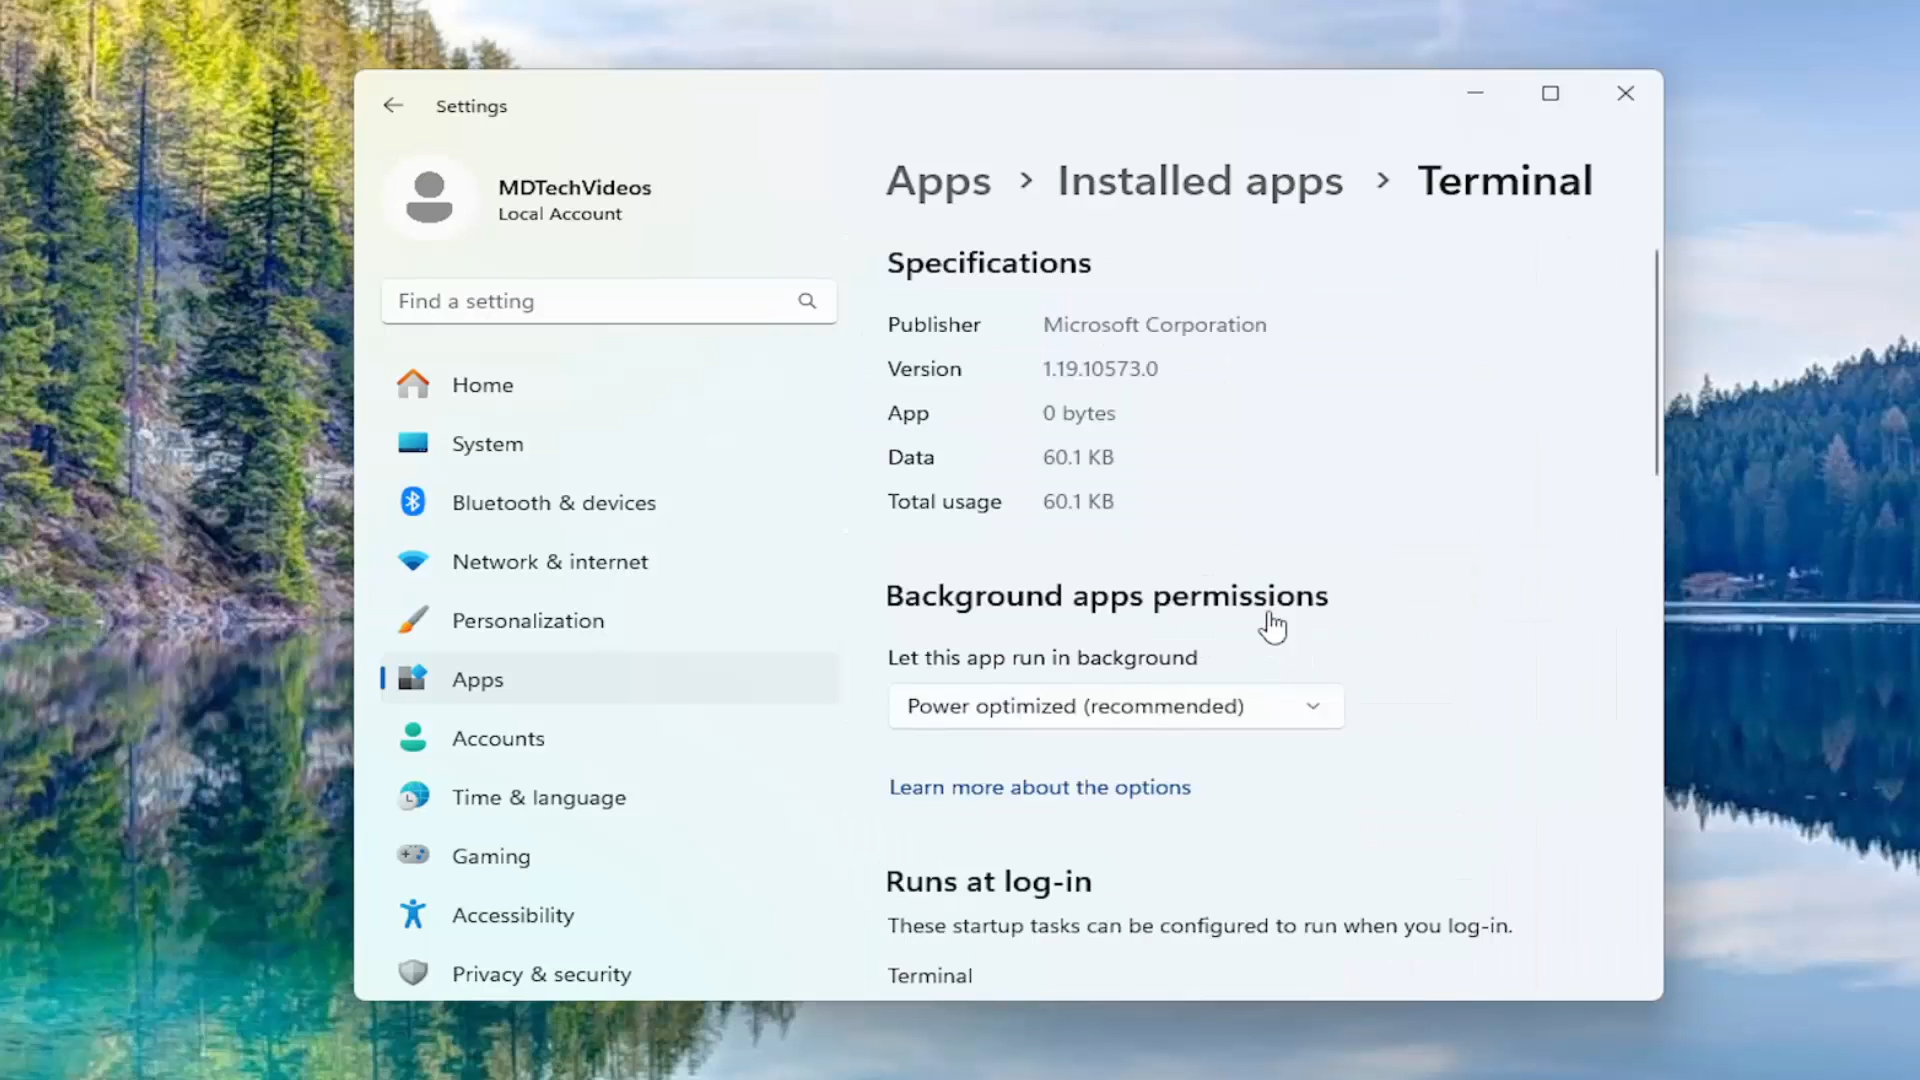 Settings
MDTechVideos
Local Account
Find a setting
Home
System
Bluetooth & devices
Network & internet
Personalization
Apps
Accounts
Time & language
Gaming
Accessibility
Privacy & security
Apps > Installed apps > Terminal
Specifications
Publisher Microsoft Corporation
Version 1.19.10573.0
App 0 bytes
Data 60.1 KB
Total usage 60.1 KB
Background apps permissions
Let this app run in background
Power optimized (recommended)
Learn more about the options
Runs at log-in
These startup tasks can be configured to run when you log-in.
Terminal